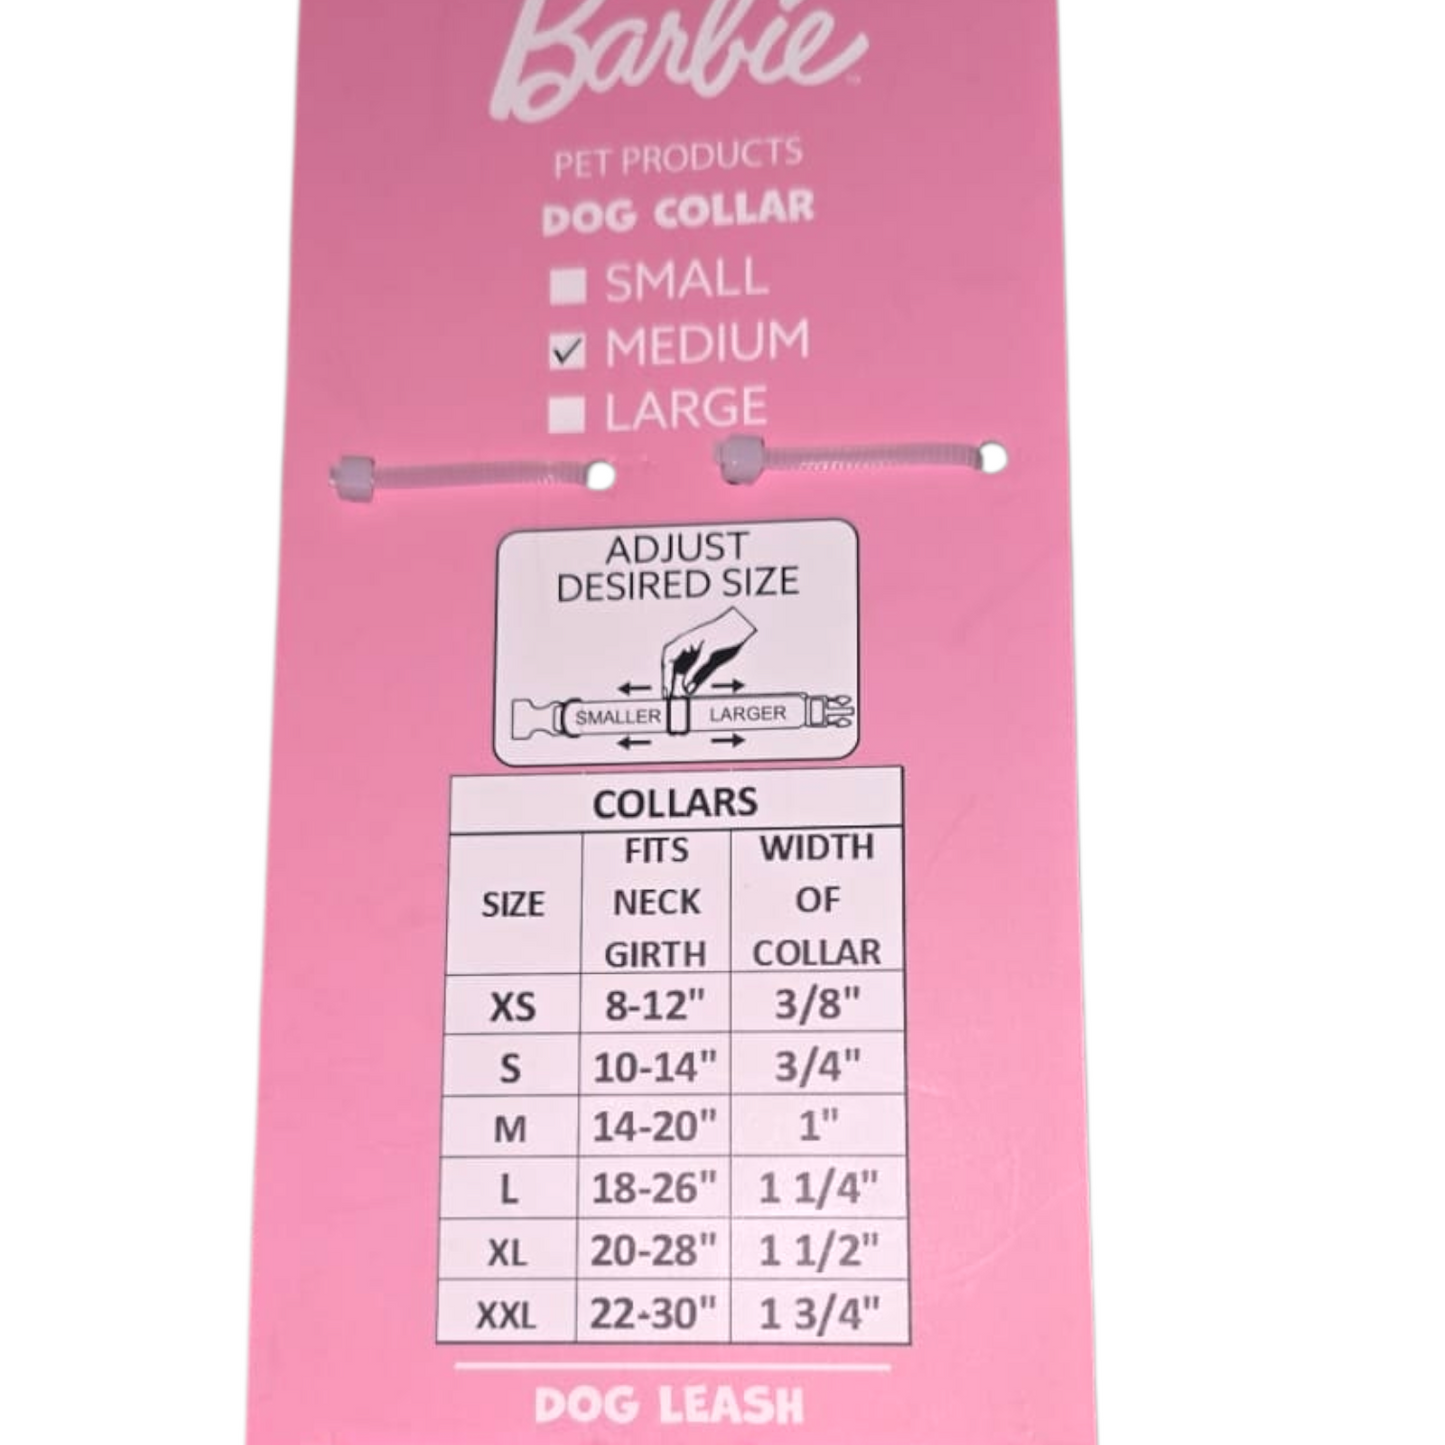 Barbie
PET PRODUCTS
DOG COLLAR
SMALL
MEDIUM
LARGE
ADJUST
DESIRED SIZE
SMALLER LARGER
COLLARS
SIZE FITS NECK GIRTH WIDTH OF COLLAR
XS 8-12" 3/8"
S 10-14" 3/4"
M 14-20" 1"
L 18-26" 1 1/4"
XL 20-28" 1 1/2"
XXL 22-30" 1 3/4"
DOG LEASH